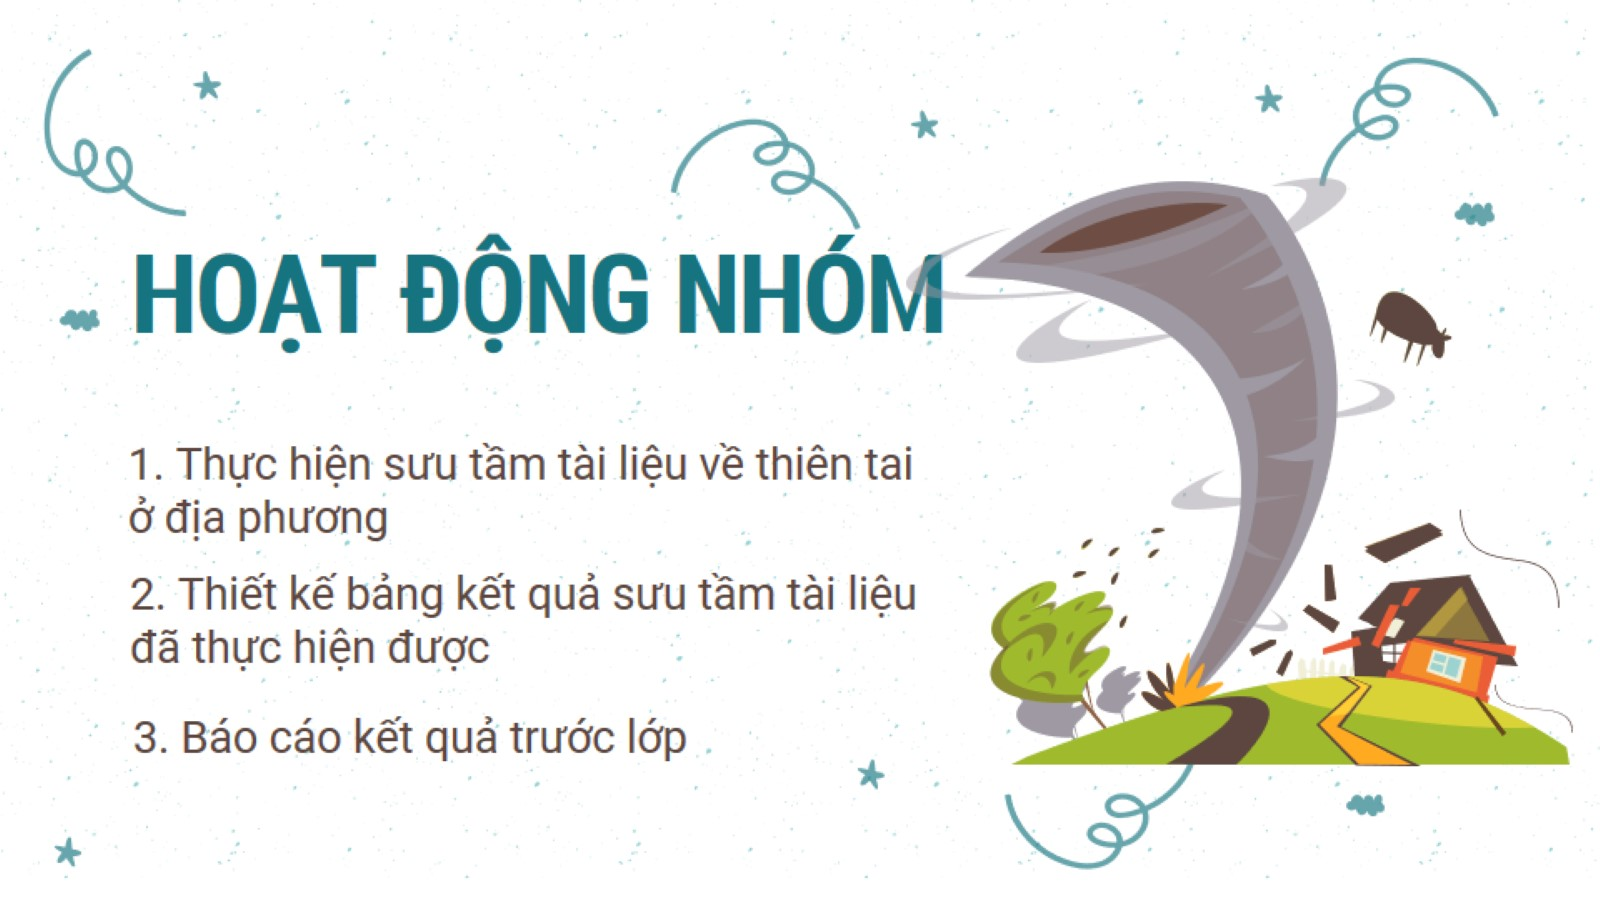 HOẠT ĐỘNG NHÓM
1. Thực hiện sưu tầm tài liệu về thiên tai
ở địa phương
2. Thiết kế bảng kết quả sưu tầm tài liệu
đã thực hiện được
3. Báo cáo kết quả trước lớp